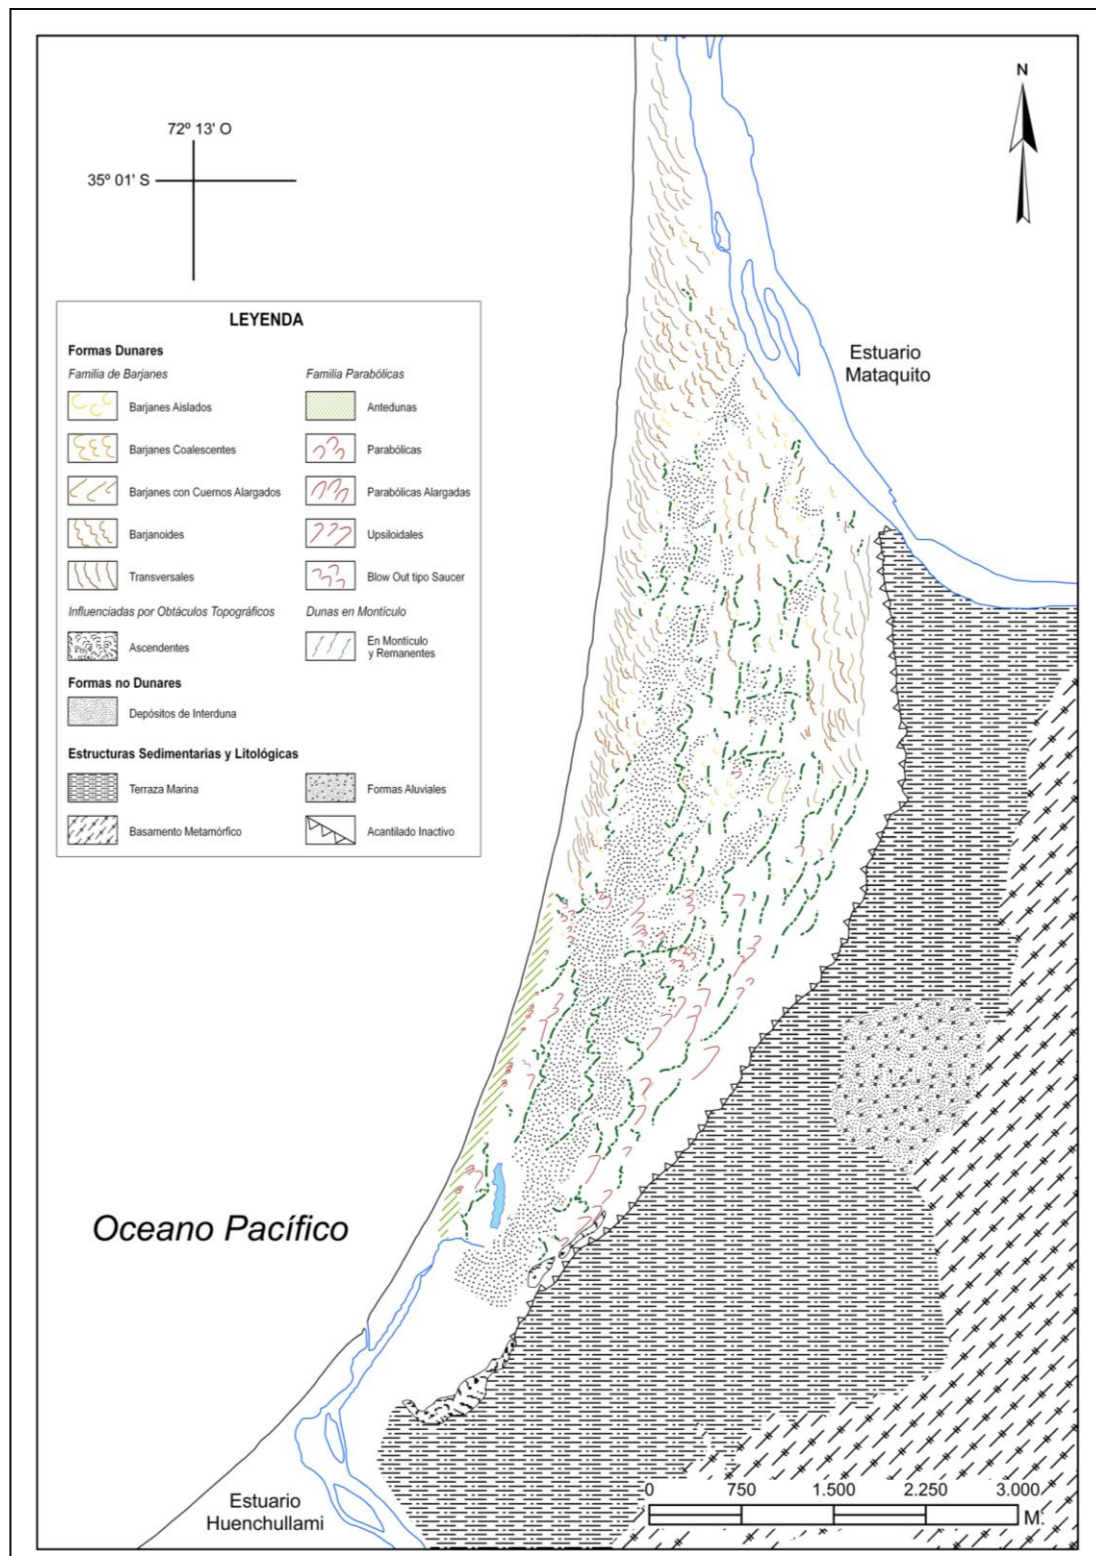 N
72º 13' O
35º 01' S
LEYENDA
Formas Dunares
Familia de Barjanes
Familia Parabólicas
Barjanes Aislados
Antedunas
Barjanes Coalescentes
Parabólicas
Barjanes con Cuernos Alargados
Parabólicas Alargadas
Barjanoides
Upsiloidales
Transversales
Blow Out tipo Saucer
Influenciadas por Obtáculos Topográficos
Dunas en Montículo
Ascendentes
En Montículo
y Remanentes
Formas no Dunares
Depósitos de Interduna
Estructuras Sedimentarias y Litológicas
Terraza Marina
Formas Aluviales
Basamento Metamórfico
Acantilado Inactivo
Estuario
Mataquito
Oceano Pacífico
Estuario
Huenchullami
0 750 1.500 2.250 3.000
M.